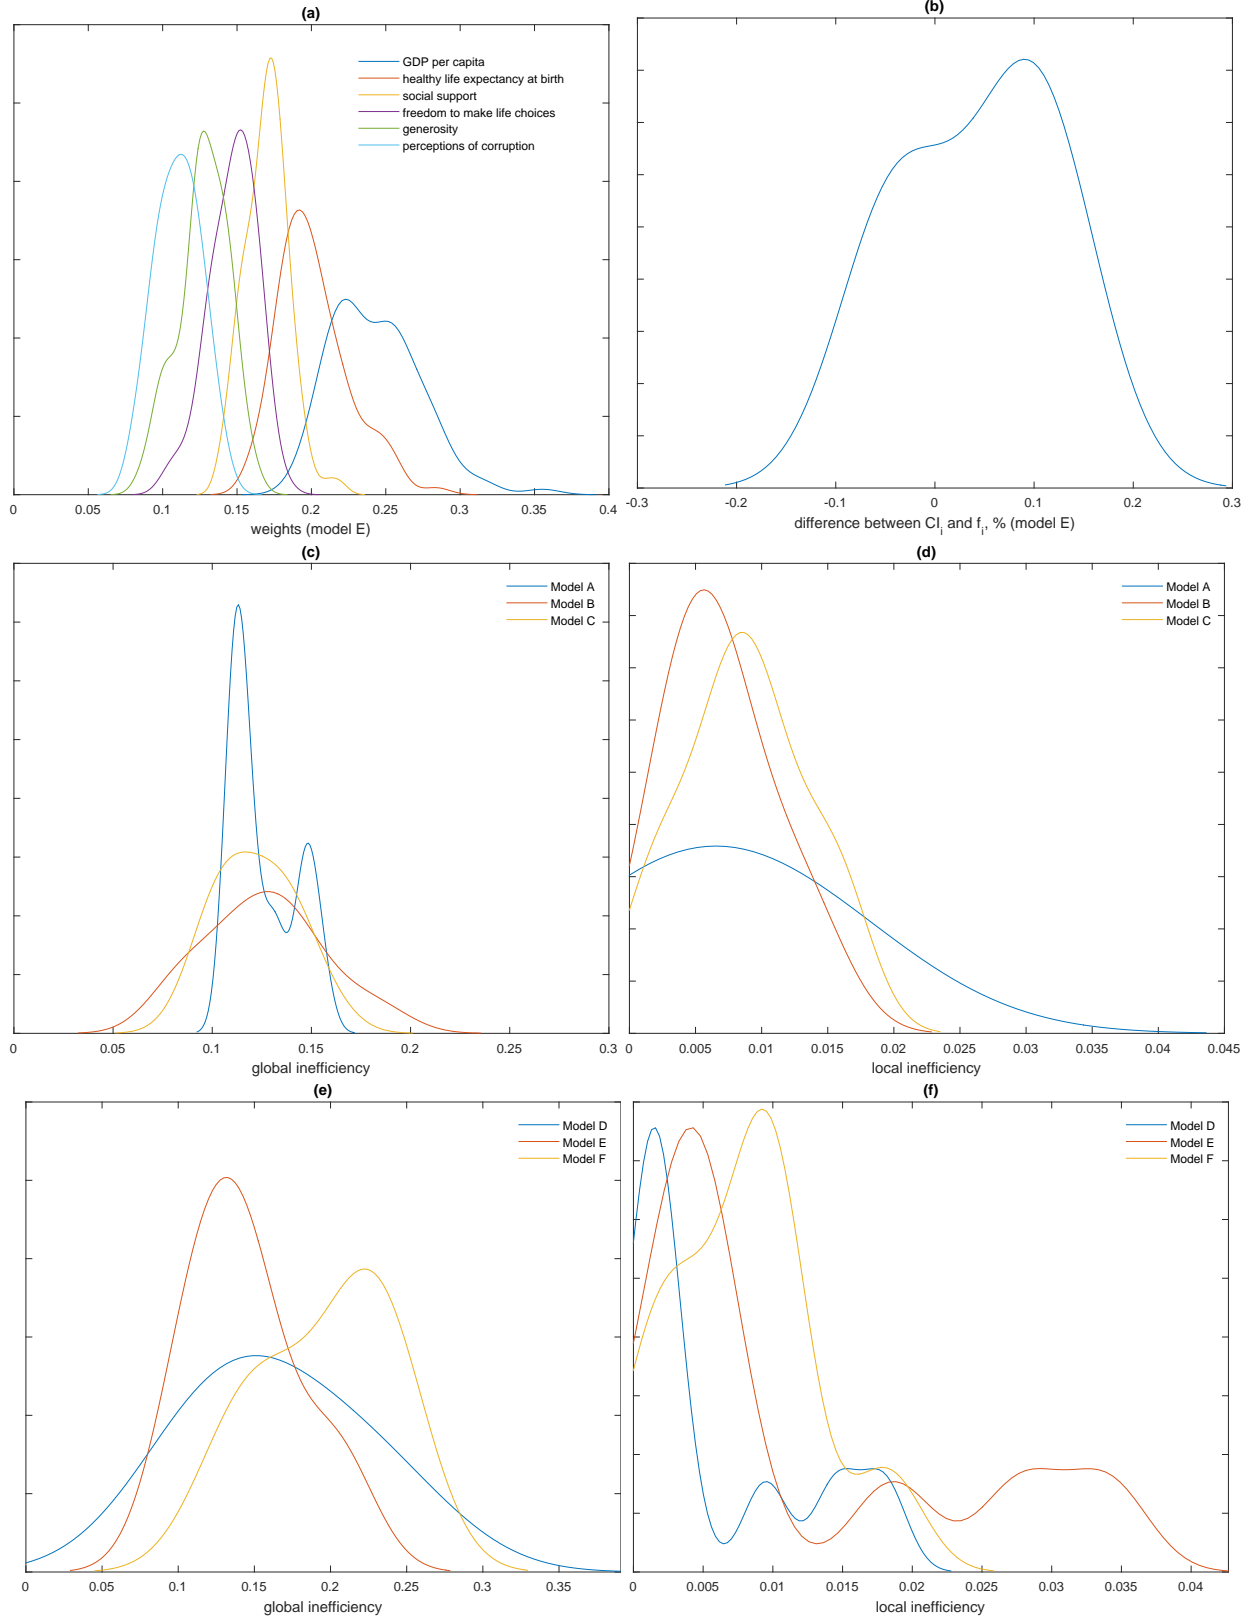 (a)
GDP per capita
healthy life expectancy at birth
social support
freedom to make life choices
generosity
perceptions of corruption
0 0.05 0.1 0.15 0.2 0.25 0.3 0.35 0.4
weights (model E)
(b)
-0.3 -0.2 -0.1 0 0.1 0.2 0.3
difference between CI_i and f_i, % (model E)
(c)
Model A
Model B
Model C
0 0.05 0.1 0.15 0.2 0.25 0.3
global inefficiency
(d)
Model A
Model B
Model C
0 0.005 0.01 0.015 0.02 0.025 0.03 0.035 0.04 0.045
local inefficiency
(e)
Model D
Model E
Model F
0 0.05 0.1 0.15 0.2 0.25 0.3 0.35
global inefficiency
(f)
Model D
Model E
Model F
0 0.005 0.01 0.015 0.02 0.025 0.03 0.035 0.04
local inefficiency